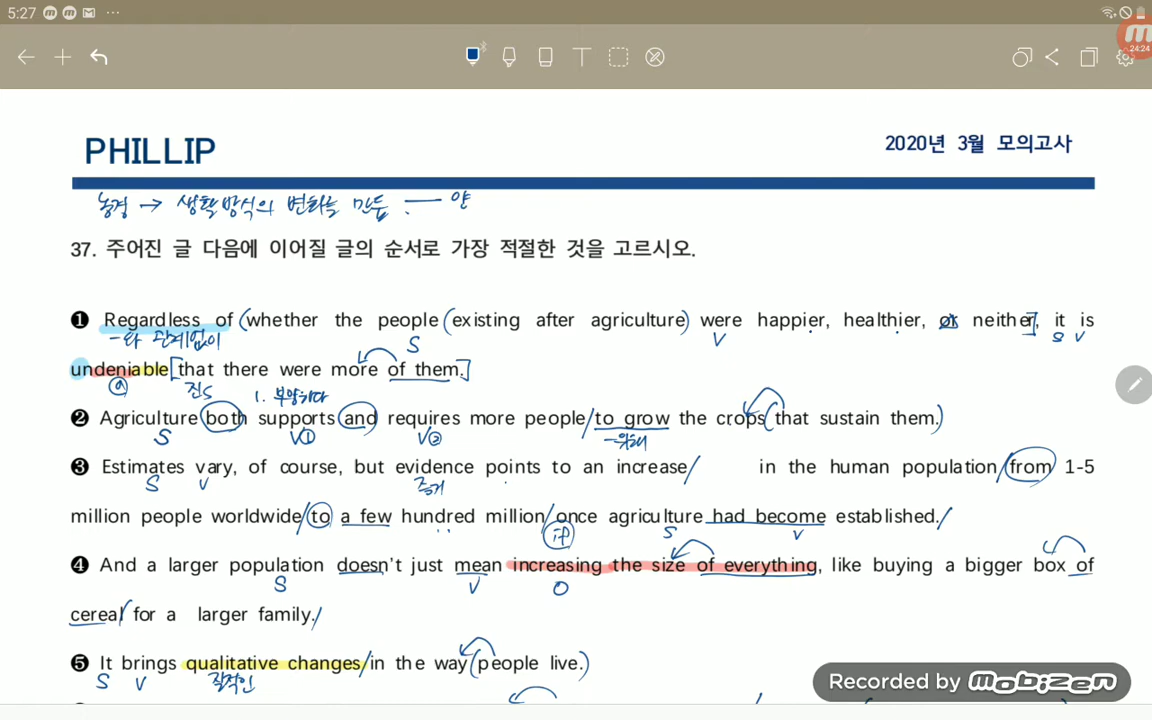 5:27
24:24
PHILLIP
2020년 3월 모의고사
농경 → 생활방식의 변화를 만듦. — 얀
37. 주어진 글 다음에 이어질 글의 순서로 가장 적절한 것을 고르시오.
❶ Regardless of (whether the people (existing after agriculture) were happier, healthier, or neither], it is
~와 관계없이 S V S V
undeniable [that there were more of them.]
ⓐ 진S 1. 부양하다
❷ Agriculture both supports and requires more people/ to grow the crops (that sustain them.)
S V① V② ~위해
❸ Estimates vary, of course, but evidence points to an increase/ in the human population/ from 1-5
S V 증거
million people worldwide/ to a few hundred million/ once agriculture had become established./
S V
❹ And a larger population doesn't just mean increasing the size of everything, like buying a bigger box of
S V O
cereal for a larger family./
❺ It brings qualitative changes/ in the way (people live.)
S V 질적인
Recorded by mobizen